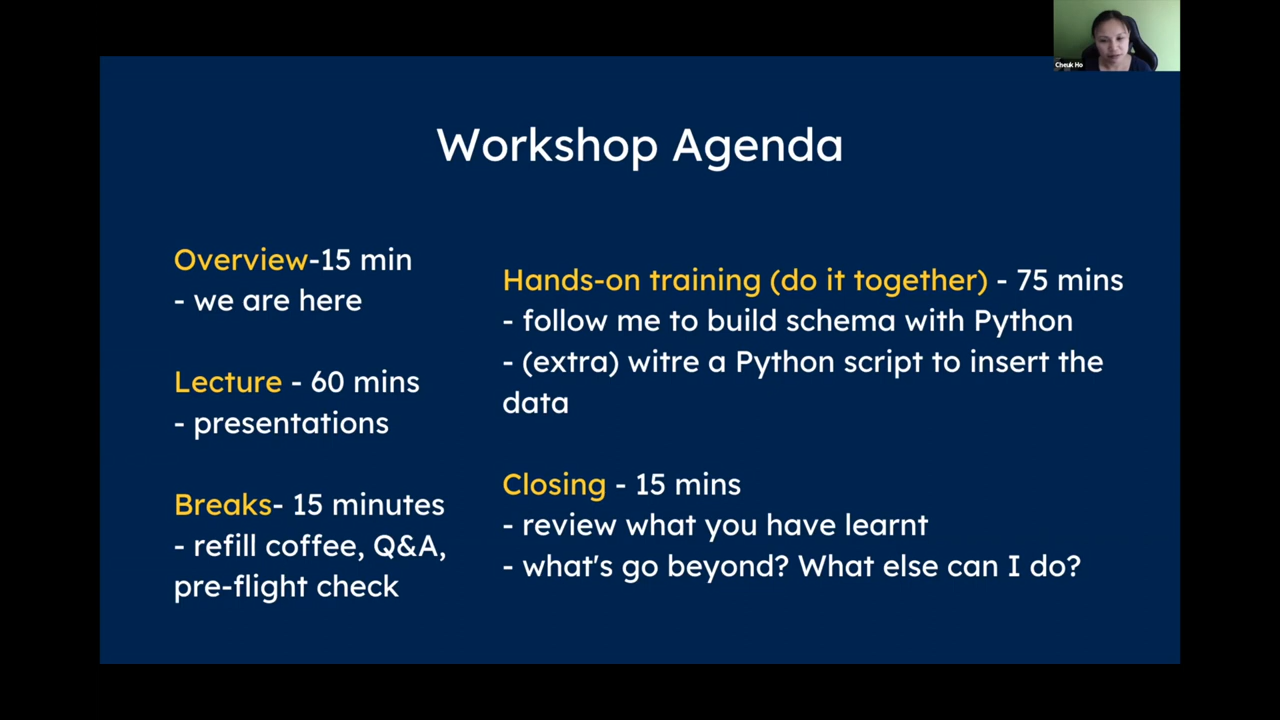 Cheuk Ho
Workshop Agenda
Overview-15 min
- we are here
Lecture - 60 mins
- presentations
Breaks- 15 minutes
- refill coffee, Q&A,
pre-flight check
Hands-on training (do it together) - 75 mins
- follow me to build schema with Python
- (extra) witre a Python script to insert the
data
Closing - 15 mins
- review what you have learnt
- what's go beyond? What else can I do?